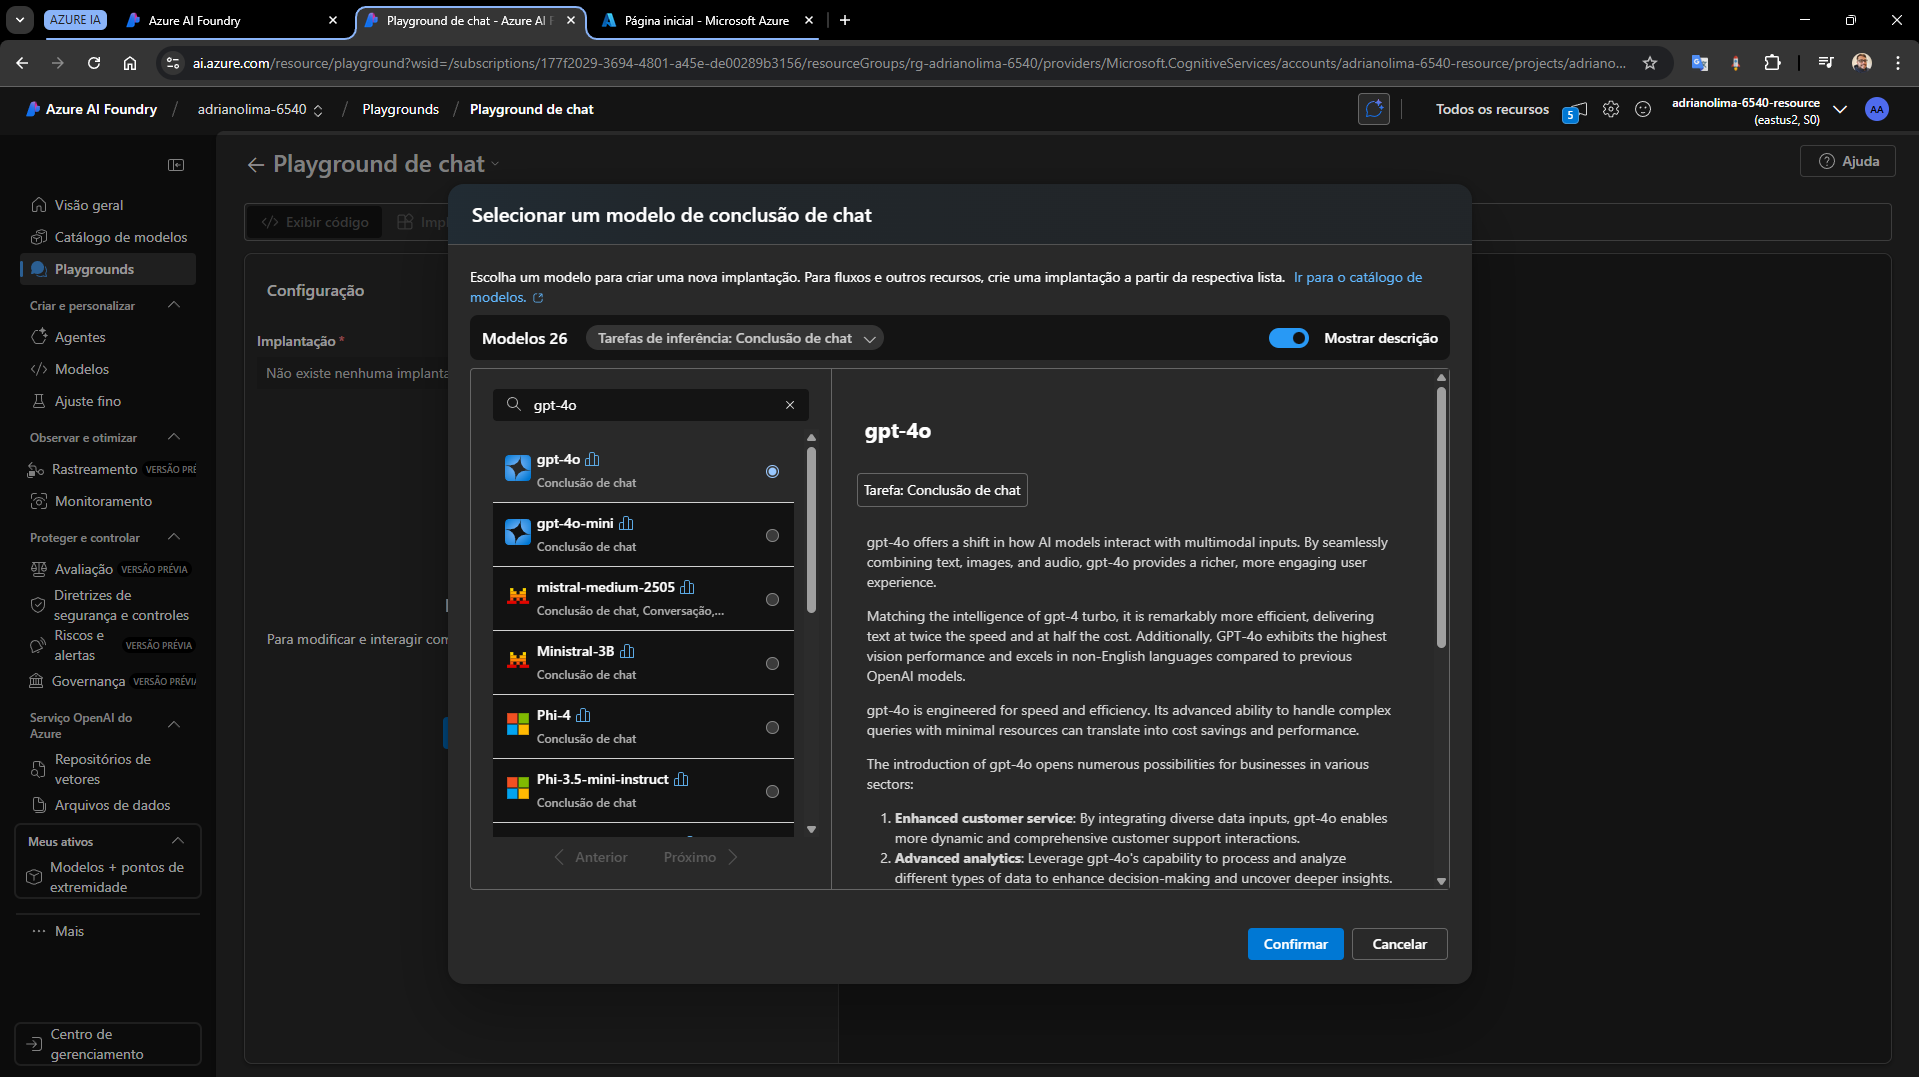 AZURE IA
Azure AI Foundry
Playground de chat - Azure AI F
Página inicial - Microsoft Azure
ai.azure.com/resource/playground?wsid=/subscriptions/177f2029-3694-4801-a45e-de00289b3156/resourceGroups/rg-adrianolima-6540/providers/Microsoft.CognitiveServices/accounts/adrianolima-6540-resource/projects/adriano...
Azure AI Foundry / adrianolima-6540 / Playgrounds / Playground de chat
Todos os recursos
5
adrianolima-6540-resource
(eastus2, S0)
AA
Playground de chat
Ajuda
Visão geral
Catálogo de modelos
Playgrounds
Criar e personalizar
Agentes
Modelos
Ajuste fino
Observar e otimizar
Rastreamento VERSÃO PRÉ
Monitoramento
Proteger e controlar
Avaliação VERSÃO PRÉVIA
Diretrizes de
segurança e controles
Riscos e
alertas VERSÃO PRÉVIA
Governança VERSÃO PRÉVIA
Serviço OpenAI do
Azure
Repositórios de
vetores
Arquivos de dados
Meus ativos
Modelos + pontos de
extremidade
Mais
Centro de
gerenciamento
Exibir código
Impl
Configuração
Implantação *
Não existe nenhuma implanta
Para modificar e interagir com
Selecionar um modelo de conclusão de chat
Escolha um modelo para criar uma nova implantação. Para fluxos e outros recursos, crie uma implantação a partir da respectiva lista. Ir para o catálogo de
modelos.
Modelos 26
Tarefas de inferência: Conclusão de chat
Mostrar descrição
gpt-4o
gpt-4o
Conclusão de chat
gpt-4o-mini
Conclusão de chat
mistral-medium-2505
Conclusão de chat, Conversação,...
Ministral-3B
Conclusão de chat
Phi-4
Conclusão de chat
Phi-3.5-mini-instruct
Conclusão de chat
Anterior
Próximo
gpt-4o
Tarefa: Conclusão de chat
gpt-4o offers a shift in how AI models interact with multimodal inputs. By seamlessly
combining text, images, and audio, gpt-4o provides a richer, more engaging user
experience.
Matching the intelligence of gpt-4 turbo, it is remarkably more efficient, delivering
text at twice the speed and at half the cost. Additionally, GPT-4o exhibits the highest
vision performance and excels in non-English languages compared to previous
OpenAI models.
gpt-4o is engineered for speed and efficiency. Its advanced ability to handle complex
queries with minimal resources can translate into cost savings and performance.
The introduction of gpt-4o opens numerous possibilities for businesses in various
sectors:
1. Enhanced customer service: By integrating diverse data inputs, gpt-4o enables
more dynamic and comprehensive customer support interactions.
2. Advanced analytics: Leverage gpt-4o's capability to process and analyze
different types of data to enhance decision-making and uncover deeper insights.
Confirmar
Cancelar